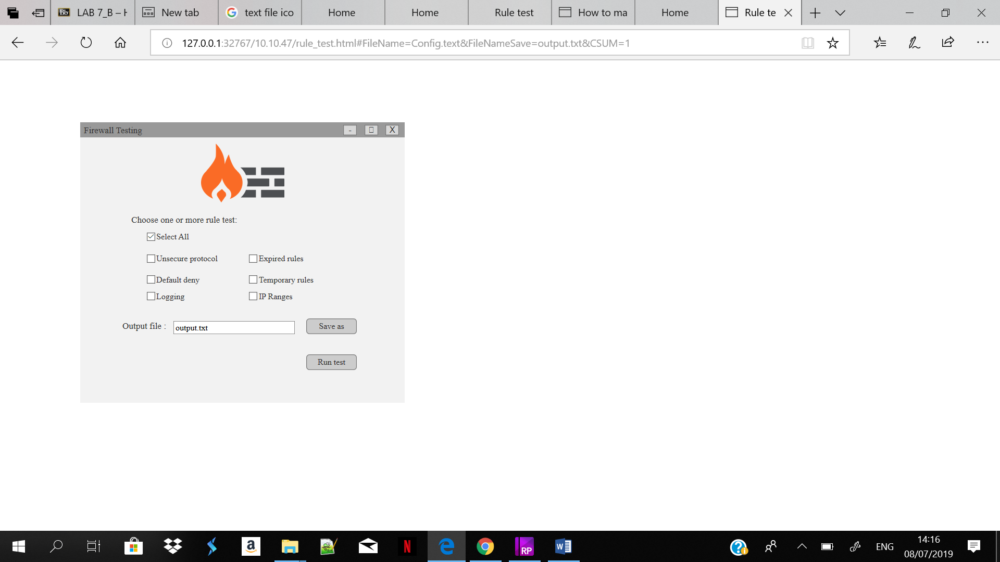 Bb LAB 7_B – H
New tab
text file ico
Home
Home
Rule test
How to ma
Home
Rule te
127.0.0.1:32767/10.10.47/rule_test.html#FileName=Config.text&FileNameSave=output.txt&CSUM=1
Firewall Testing
- X
Choose one or more rule test:
Select All
Unsecure protocol Expired rules
Default deny Temporary rules
Logging IP Ranges
Output file : output.txt Save as
Run test
a N RP W ENG
14:16
08/07/2019